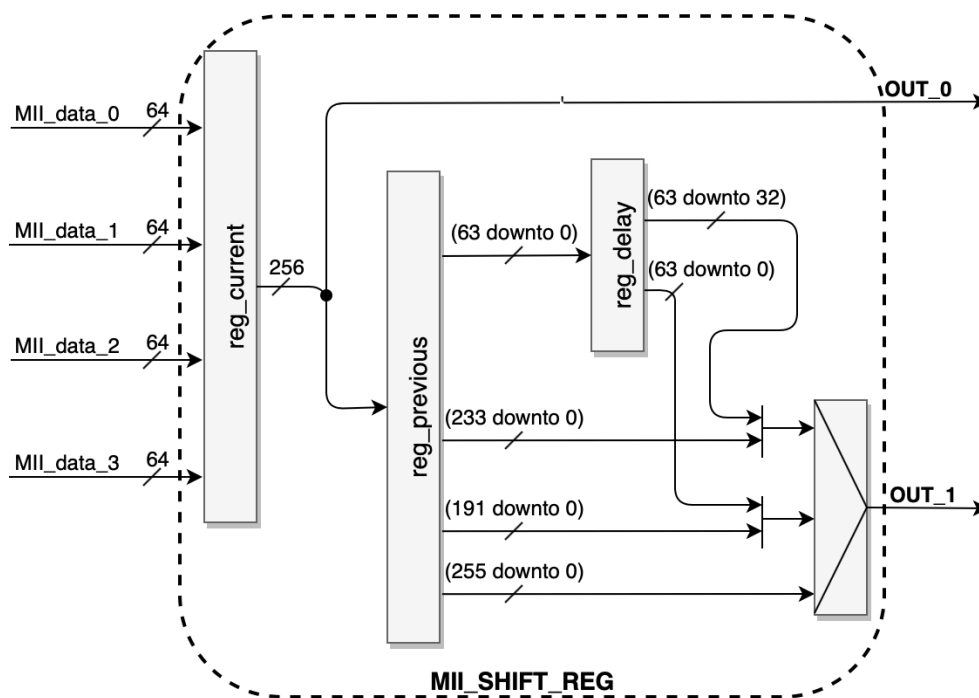 OUT_0
MII_data_0
64
MII_data_1
64
MII_data_2
64
MII_data_3
64
reg_current
256
reg_previous
(63 downto 0)
reg_delay
(63 downto 32)
(63 downto 0)
(233 downto 0)
(191 downto 0)
(255 downto 0)
OUT_1
MII_SHIFT_REG